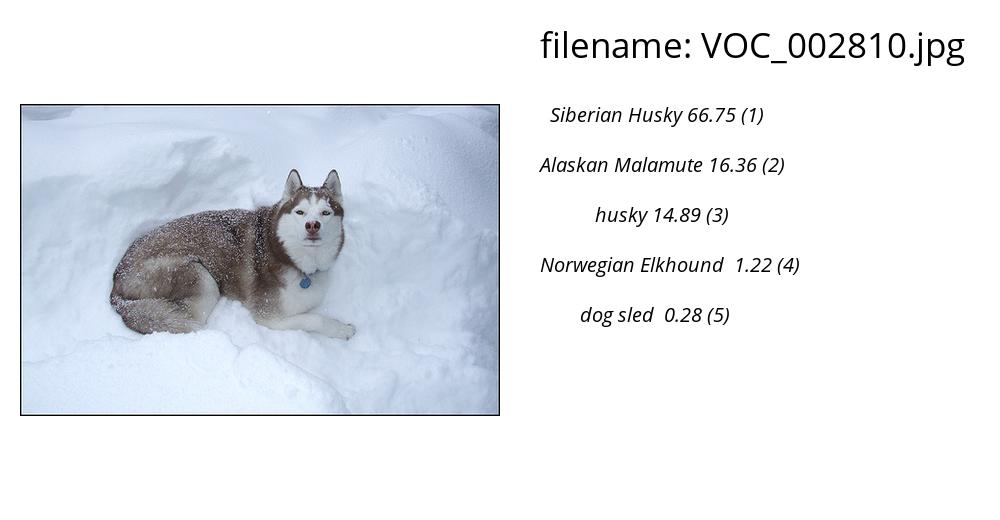 filename: VOC_002810.jpg
Siberian Husky 66.75 (1)
Alaskan Malamute 16.36 (2)
husky 14.89 (3)
Norwegian Elkhound 1.22 (4)
dog sled 0.28 (5)